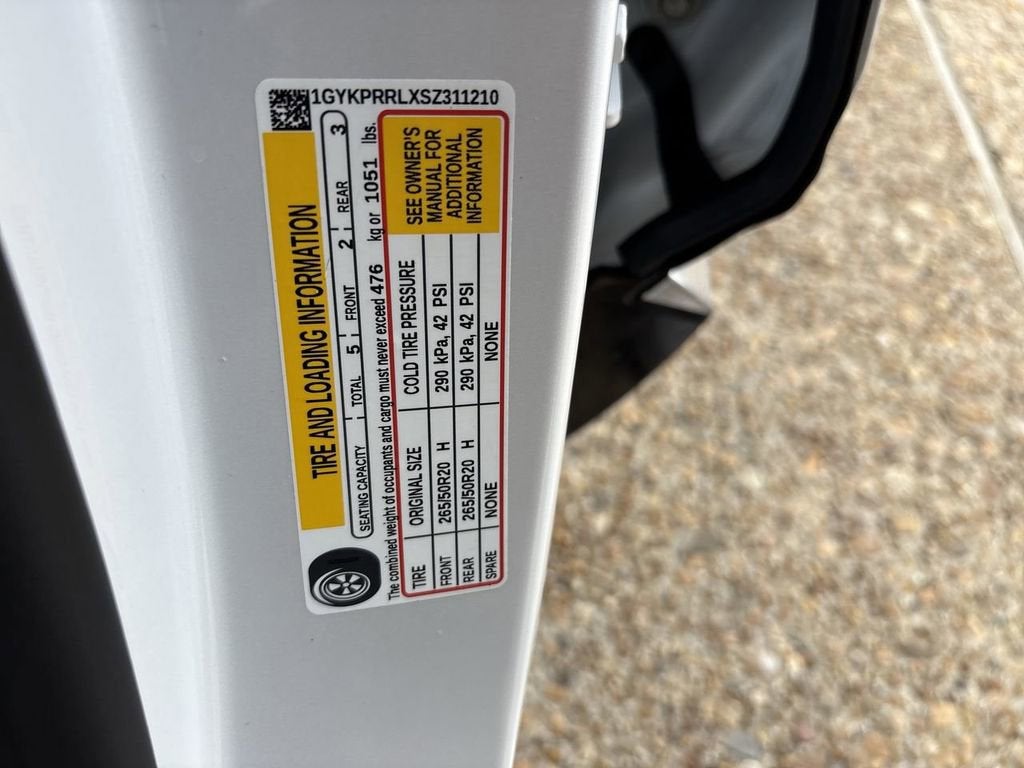 1GYKPRRLXSZ311210
TIRE AND LOADING INFORMATION
SEATING CAPACITY TOTAL 5 FRONT 2 REAR 3
The combined weight of occupants and cargo must never exceed 476 kg or 1051 lbs.
TIRE ORIGINAL SIZE COLD TIRE PRESSURE
FRONT 265/50R20 H 290 kPa, 42 PSI
REAR 265/50R20 H 290 kPa, 42 PSI
SPARE NONE NONE
SEE OWNER'S
MANUAL FOR
ADDITIONAL
INFORMATION